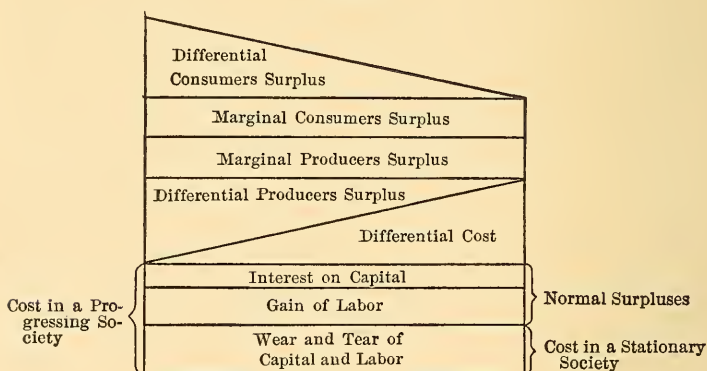 Differential
Consumers Surplus
Marginal Consumers Surplus
Marginal Producers Surplus
Differential Producers Surplus
Differential Cost
Interest on Capital
Gain of Labor
Normal Surpluses
Cost in a Pro-
gressing So-
ciety
Wear and Tear of
Capital and Labor
Cost in a Stationary
Society